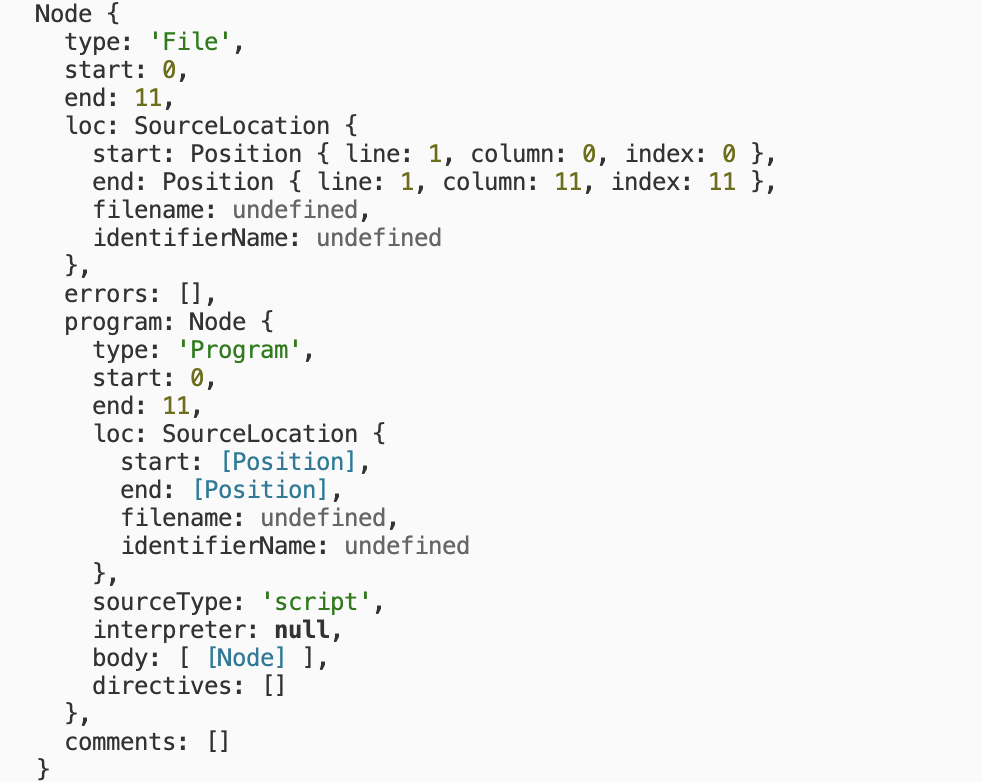 Node {
  type: 'File',
  start: 0,
  end: 11,
  loc: SourceLocation {
    start: Position { line: 1, column: 0, index: 0 },
    end: Position { line: 1, column: 11, index: 11 },
    filename: undefined,
    identifierName: undefined
  },
  errors: [],
  program: Node {
    type: 'Program',
    start: 0,
    end: 11,
    loc: SourceLocation {
      start: [Position],
      end: [Position],
      filename: undefined,
      identifierName: undefined
    },
    sourceType: 'script',
    interpreter: null,
    body: [ [Node] ],
    directives: []
  },
  comments: []
}